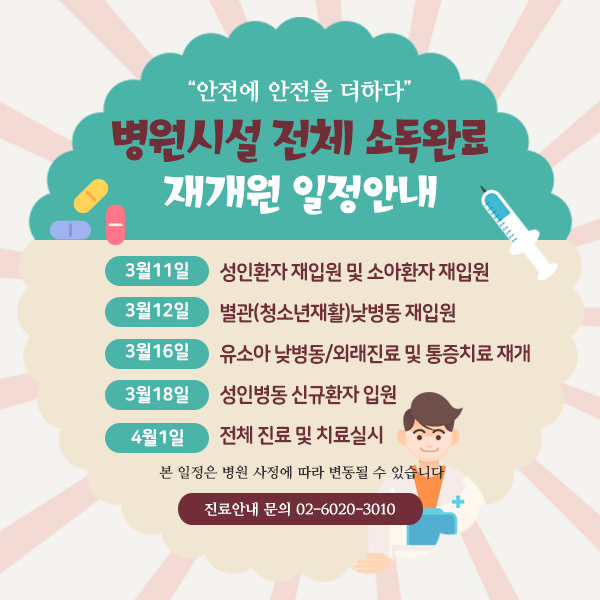 “안전에 안전을 더하다”
병원시설 전체 소독완료
재개원 일정안내
3월11일 성인환자 재입원 및 소아환자 재입원
3월12일 별관(청소년재활)낮병동 재입원
3월16일 유소아 낮병동/외래진료 및 통증치료 재개
3월18일 성인병동 신규환자 입원
4월1일 전체 진료 및 치료실시
본 일정은 병원 사정에 따라 변동될 수 있습니다
진료안내 문의 02-6020-3010